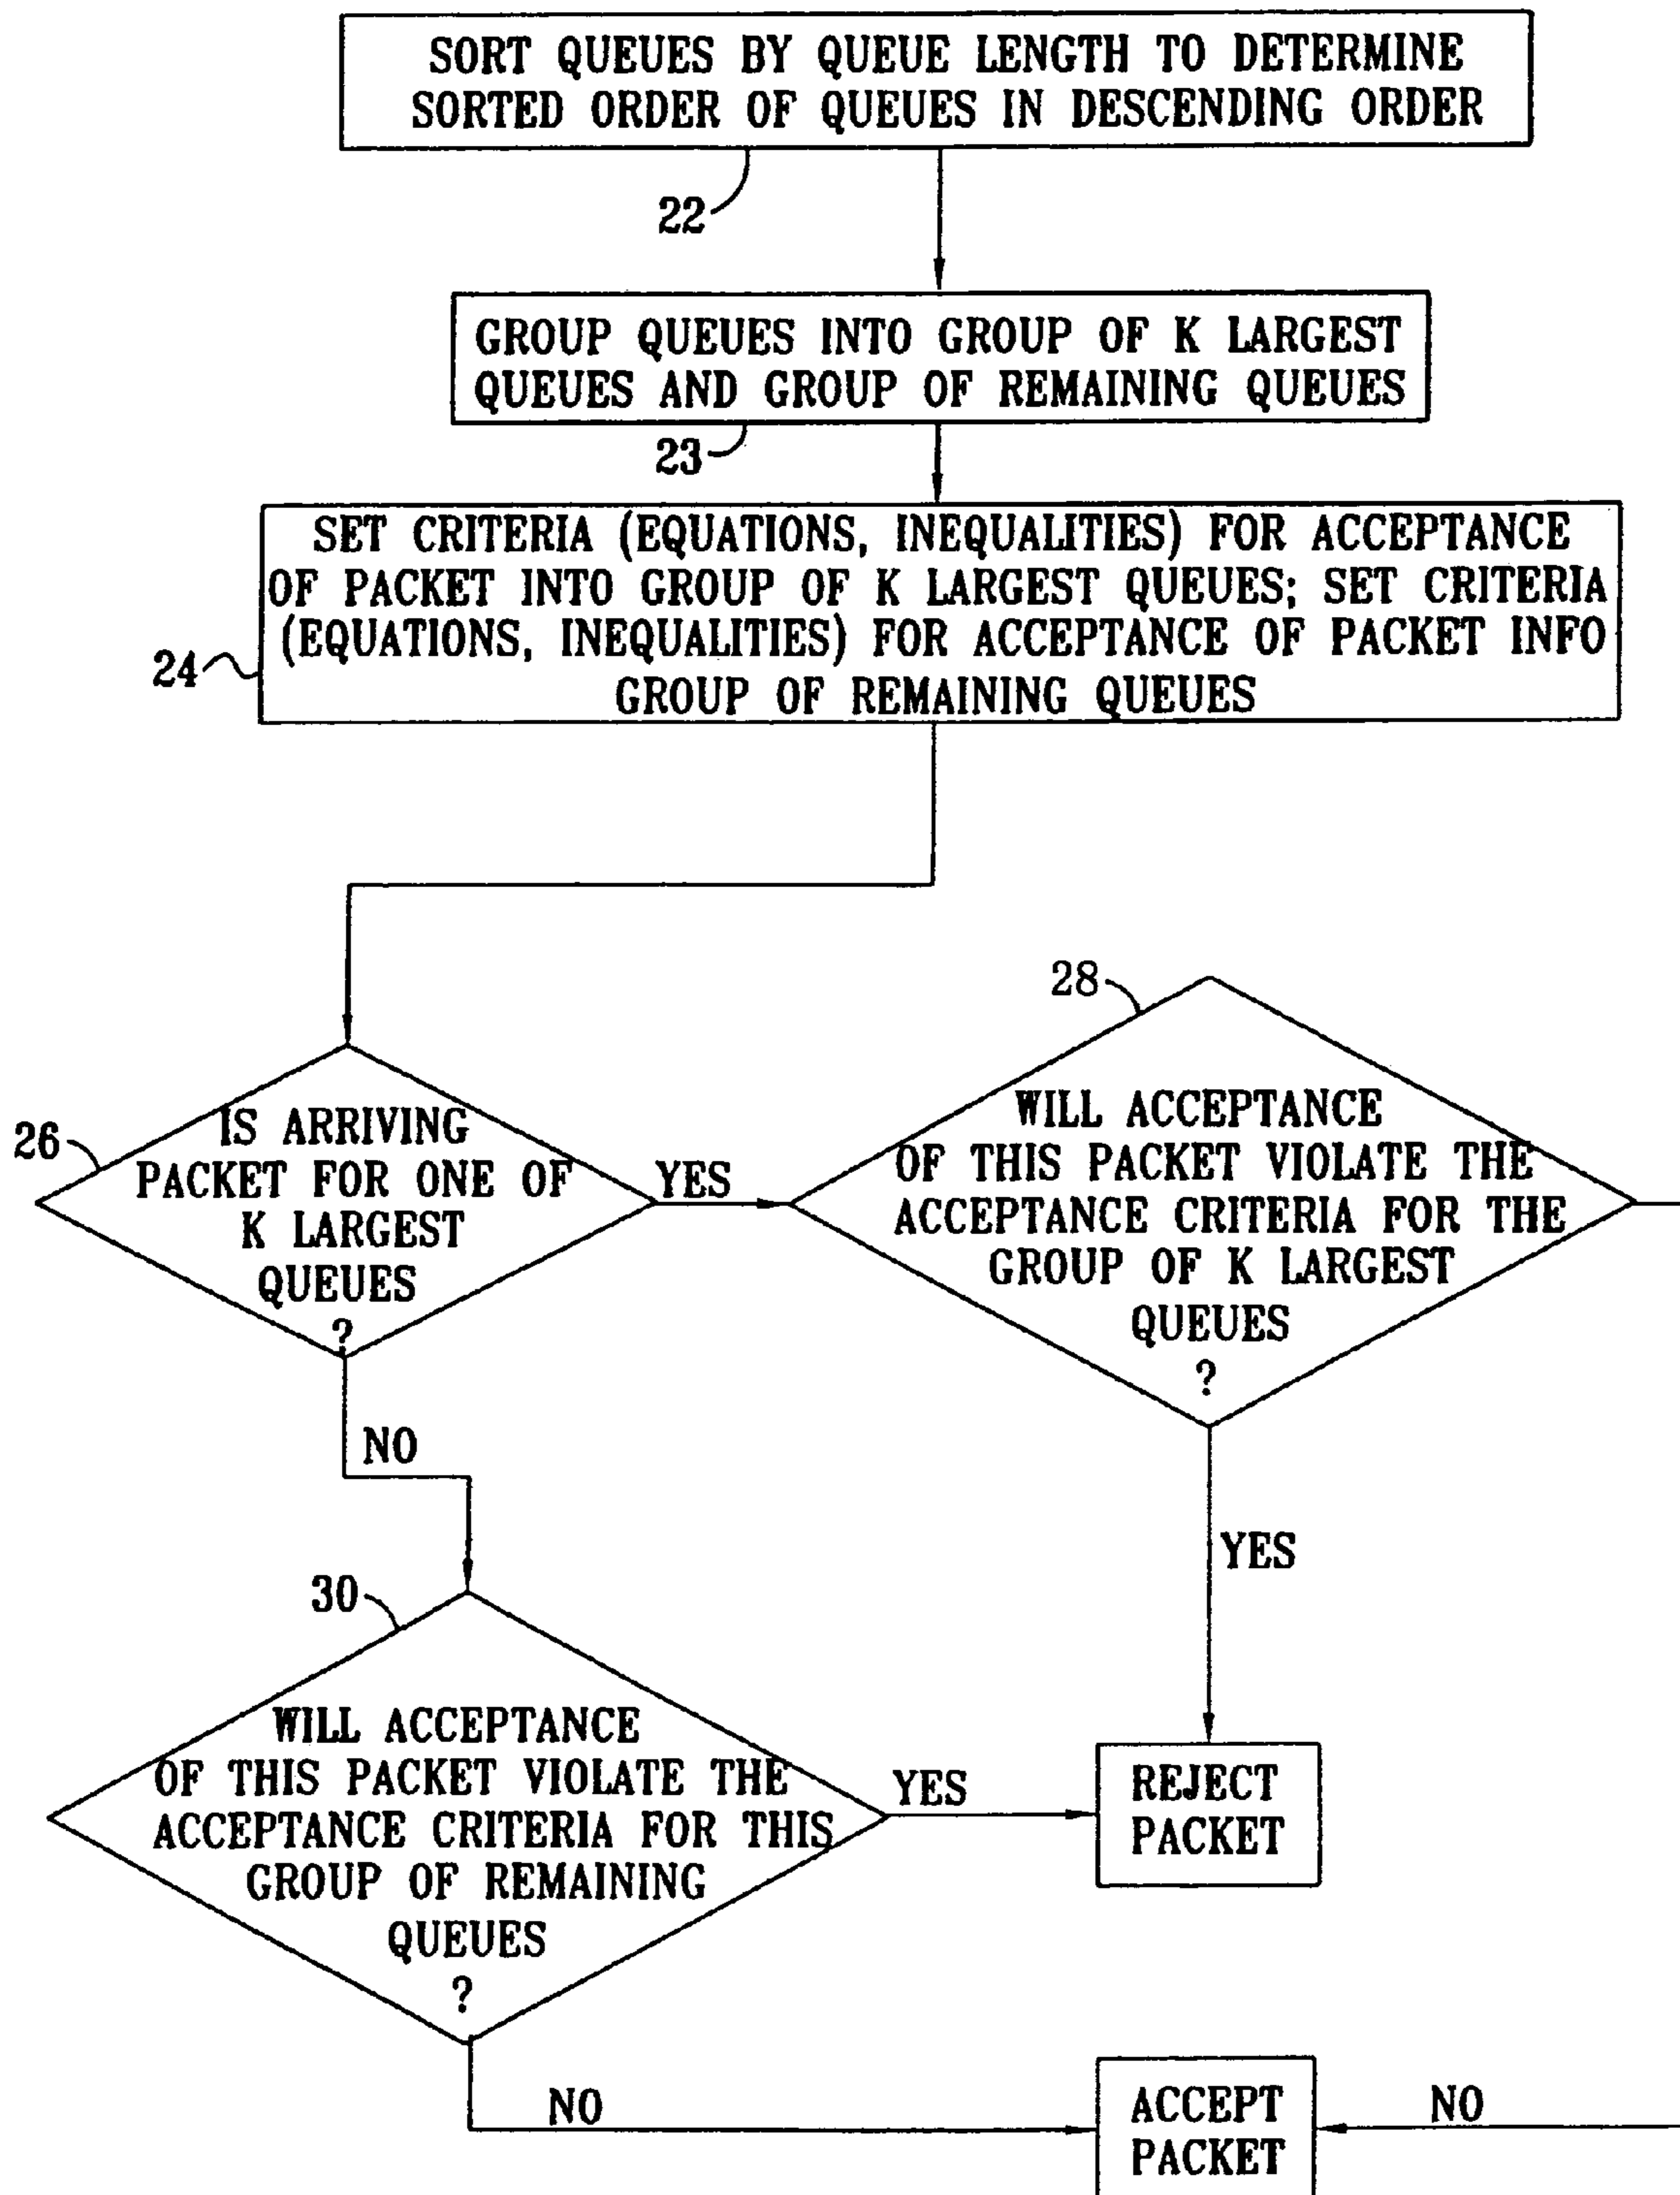 SORT QUEUES BY QUEUE LENGTH TO DETERMINE
SORTED ORDER OF QUEUES IN DESCENDING ORDER
22
GROUP QUEUES INTO GROUP OF K LARGEST
QUEUES AND GROUP OF REMAINING QUEUES
23
SET CRITERIA (EQUATIONS, INEQUALITIES) FOR ACCEPTANCE
OF PACKET INTO GROUP OF K LARGEST QUEUES; SET CRITERIA
(EQUATIONS, INEQUALITIES) FOR ACCEPTANCE OF PACKET INFO
GROUP OF REMAINING QUEUES
24
26
IS ARRIVING
PACKET FOR ONE OF
K LARGEST
QUEUES
?
YES
NO
28
WILL ACCEPTANCE
OF THIS PACKET VIOLATE THE
ACCEPTANCE CRITERIA FOR THE
GROUP OF K LARGEST
QUEUES
?
YES
30
WILL ACCEPTANCE
OF THIS PACKET VIOLATE THE
ACCEPTANCE CRITERIA FOR THIS
GROUP OF REMAINING
QUEUES
?
YES
REJECT
PACKET
NO
ACCEPT
PACKET
NO